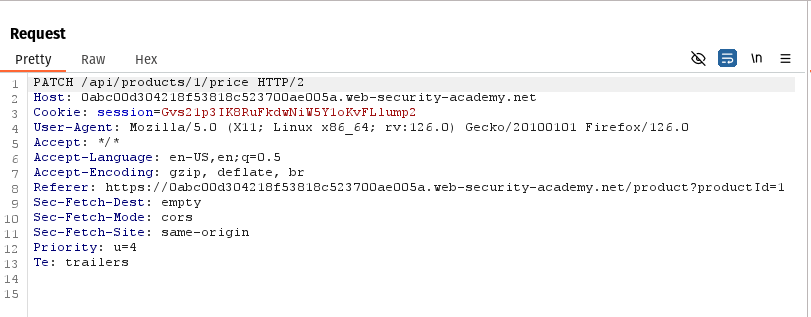 Request
Pretty Raw Hex \n
1 PATCH /api/products/1/price HTTP/2
2 Host: 0abc00d304218f53818c523700ae005a.web-security-academy.net
3 Cookie: session=Gvs21p3IK8RuFkdwNiW5Y1oKvFLlump2
4 User-Agent: Mozilla/5.0 (X11; Linux x86_64; rv:126.0) Gecko/20100101 Firefox/126.0
5 Accept: */*
6 Accept-Language: en-US,en;q=0.5
7 Accept-Encoding: gzip, deflate, br
8 Referer: https://0abc00d304218f53818c523700ae005a.web-security-academy.net/product?productId=1
9 Sec-Fetch-Dest: empty
10 Sec-Fetch-Mode: cors
11 Sec-Fetch-Site: same-origin
12 Priority: u=4
13 Te: trailers
14
15